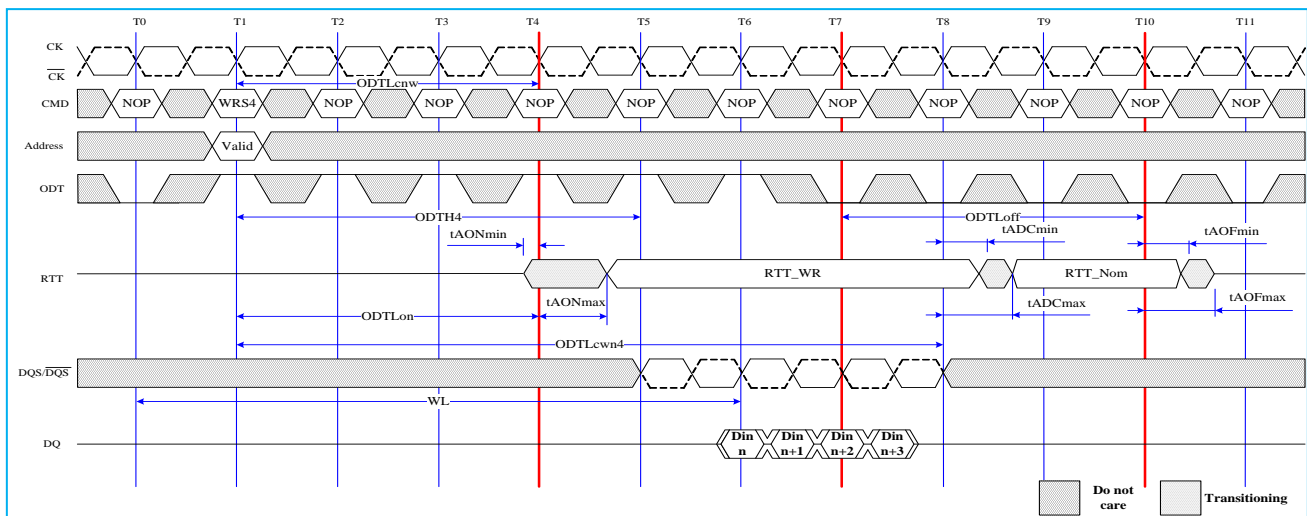 T0 T1 T2 T3 T4 T5 T6 T7 T8 T9 T10 T11
CK
CK
ODTLcnw
CMD NOP WRS4 NOP NOP NOP NOP NOP NOP NOP NOP NOP NOP
Address Valid
ODT
ODTH4 ODTLoff
tAONmin tADCmin tAOFmin
RTT RTT_WR RTT_Nom
tAONmax tADCmax tAOFmax
ODTLon
ODTLcwn4
DQS/DQS
WL
DQ Din n Din n+1 Din n+2 Din n+3
Do not care Transitioning